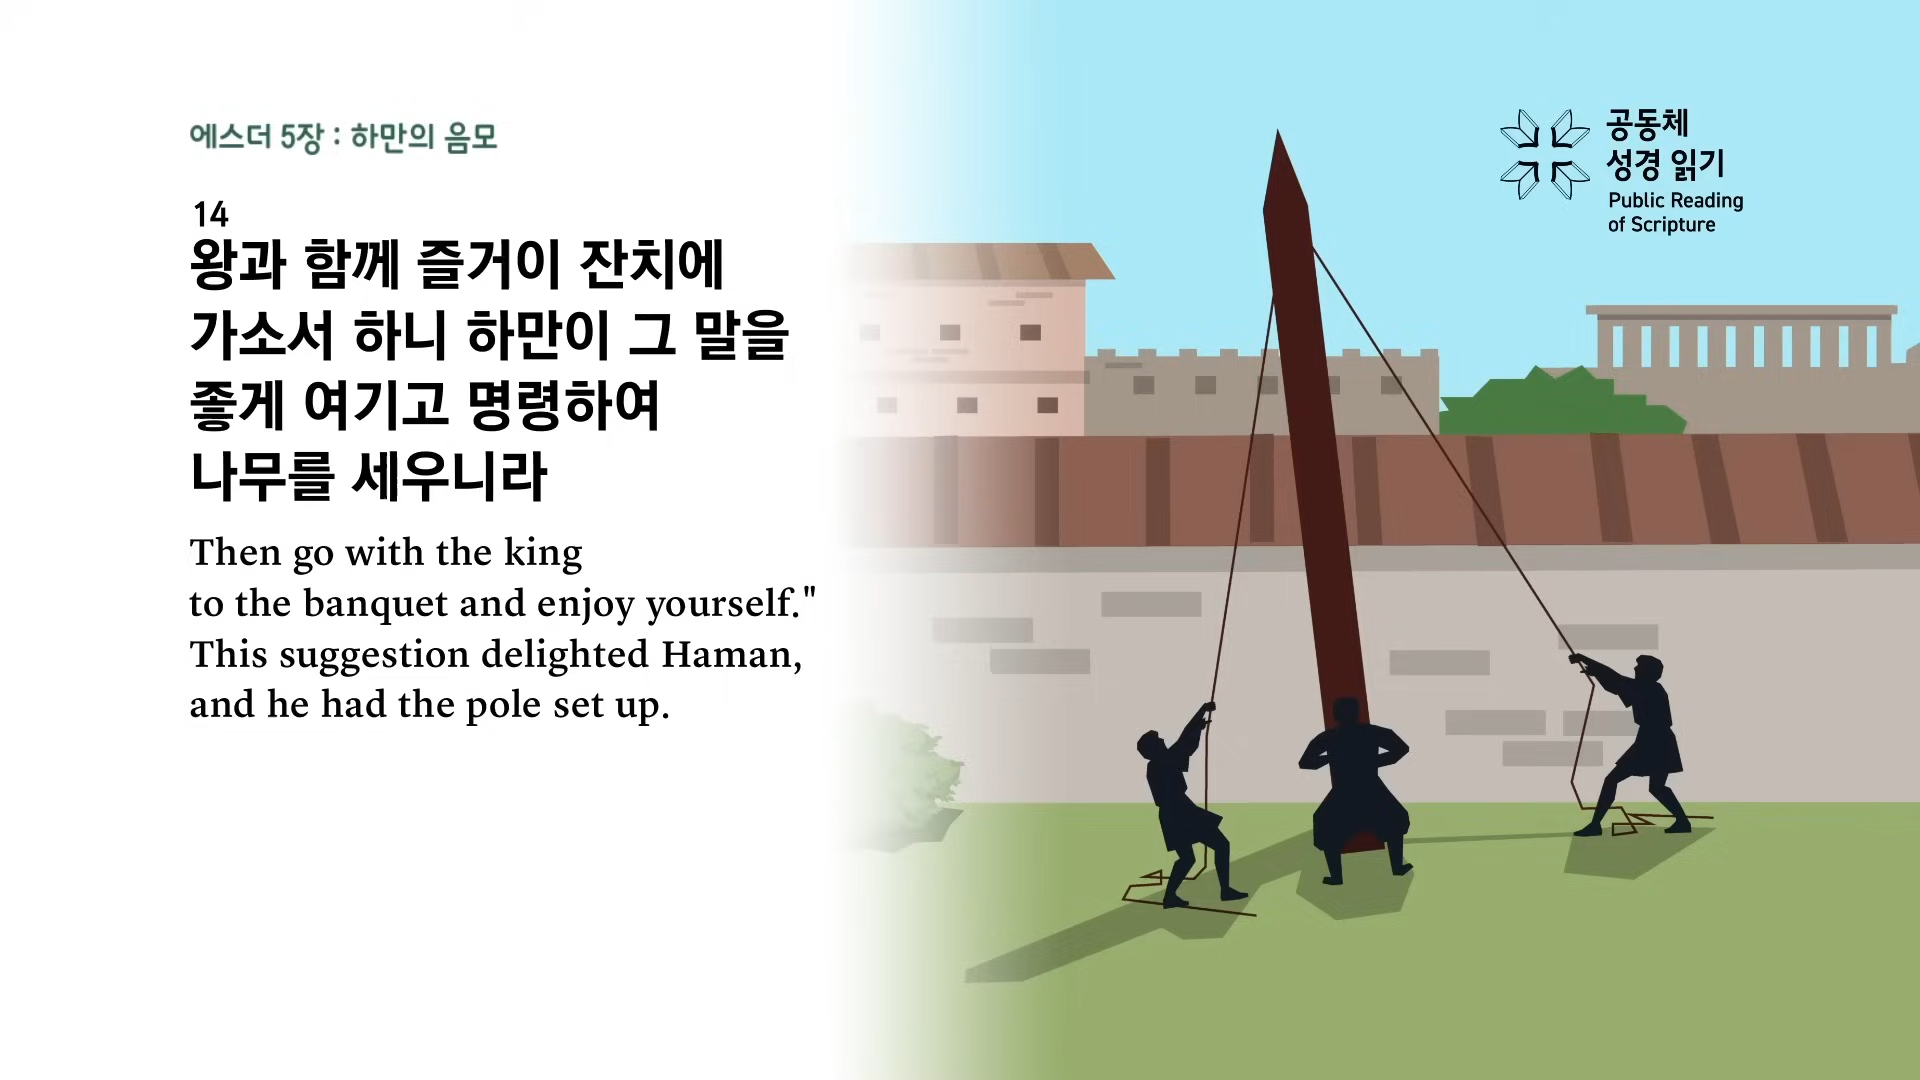 에스더 5장 : 하만의 음모
14
왕과 함께 즐거이 잔치에
가소서 하니 하만이 그 말을
좋게 여기고 명령하여
나무를 세우니라
Then go with the king
to the banquet and enjoy yourself."
This suggestion delighted Haman,
and he had the pole set up.
공동체
성경 읽기
Public Reading
of Scripture